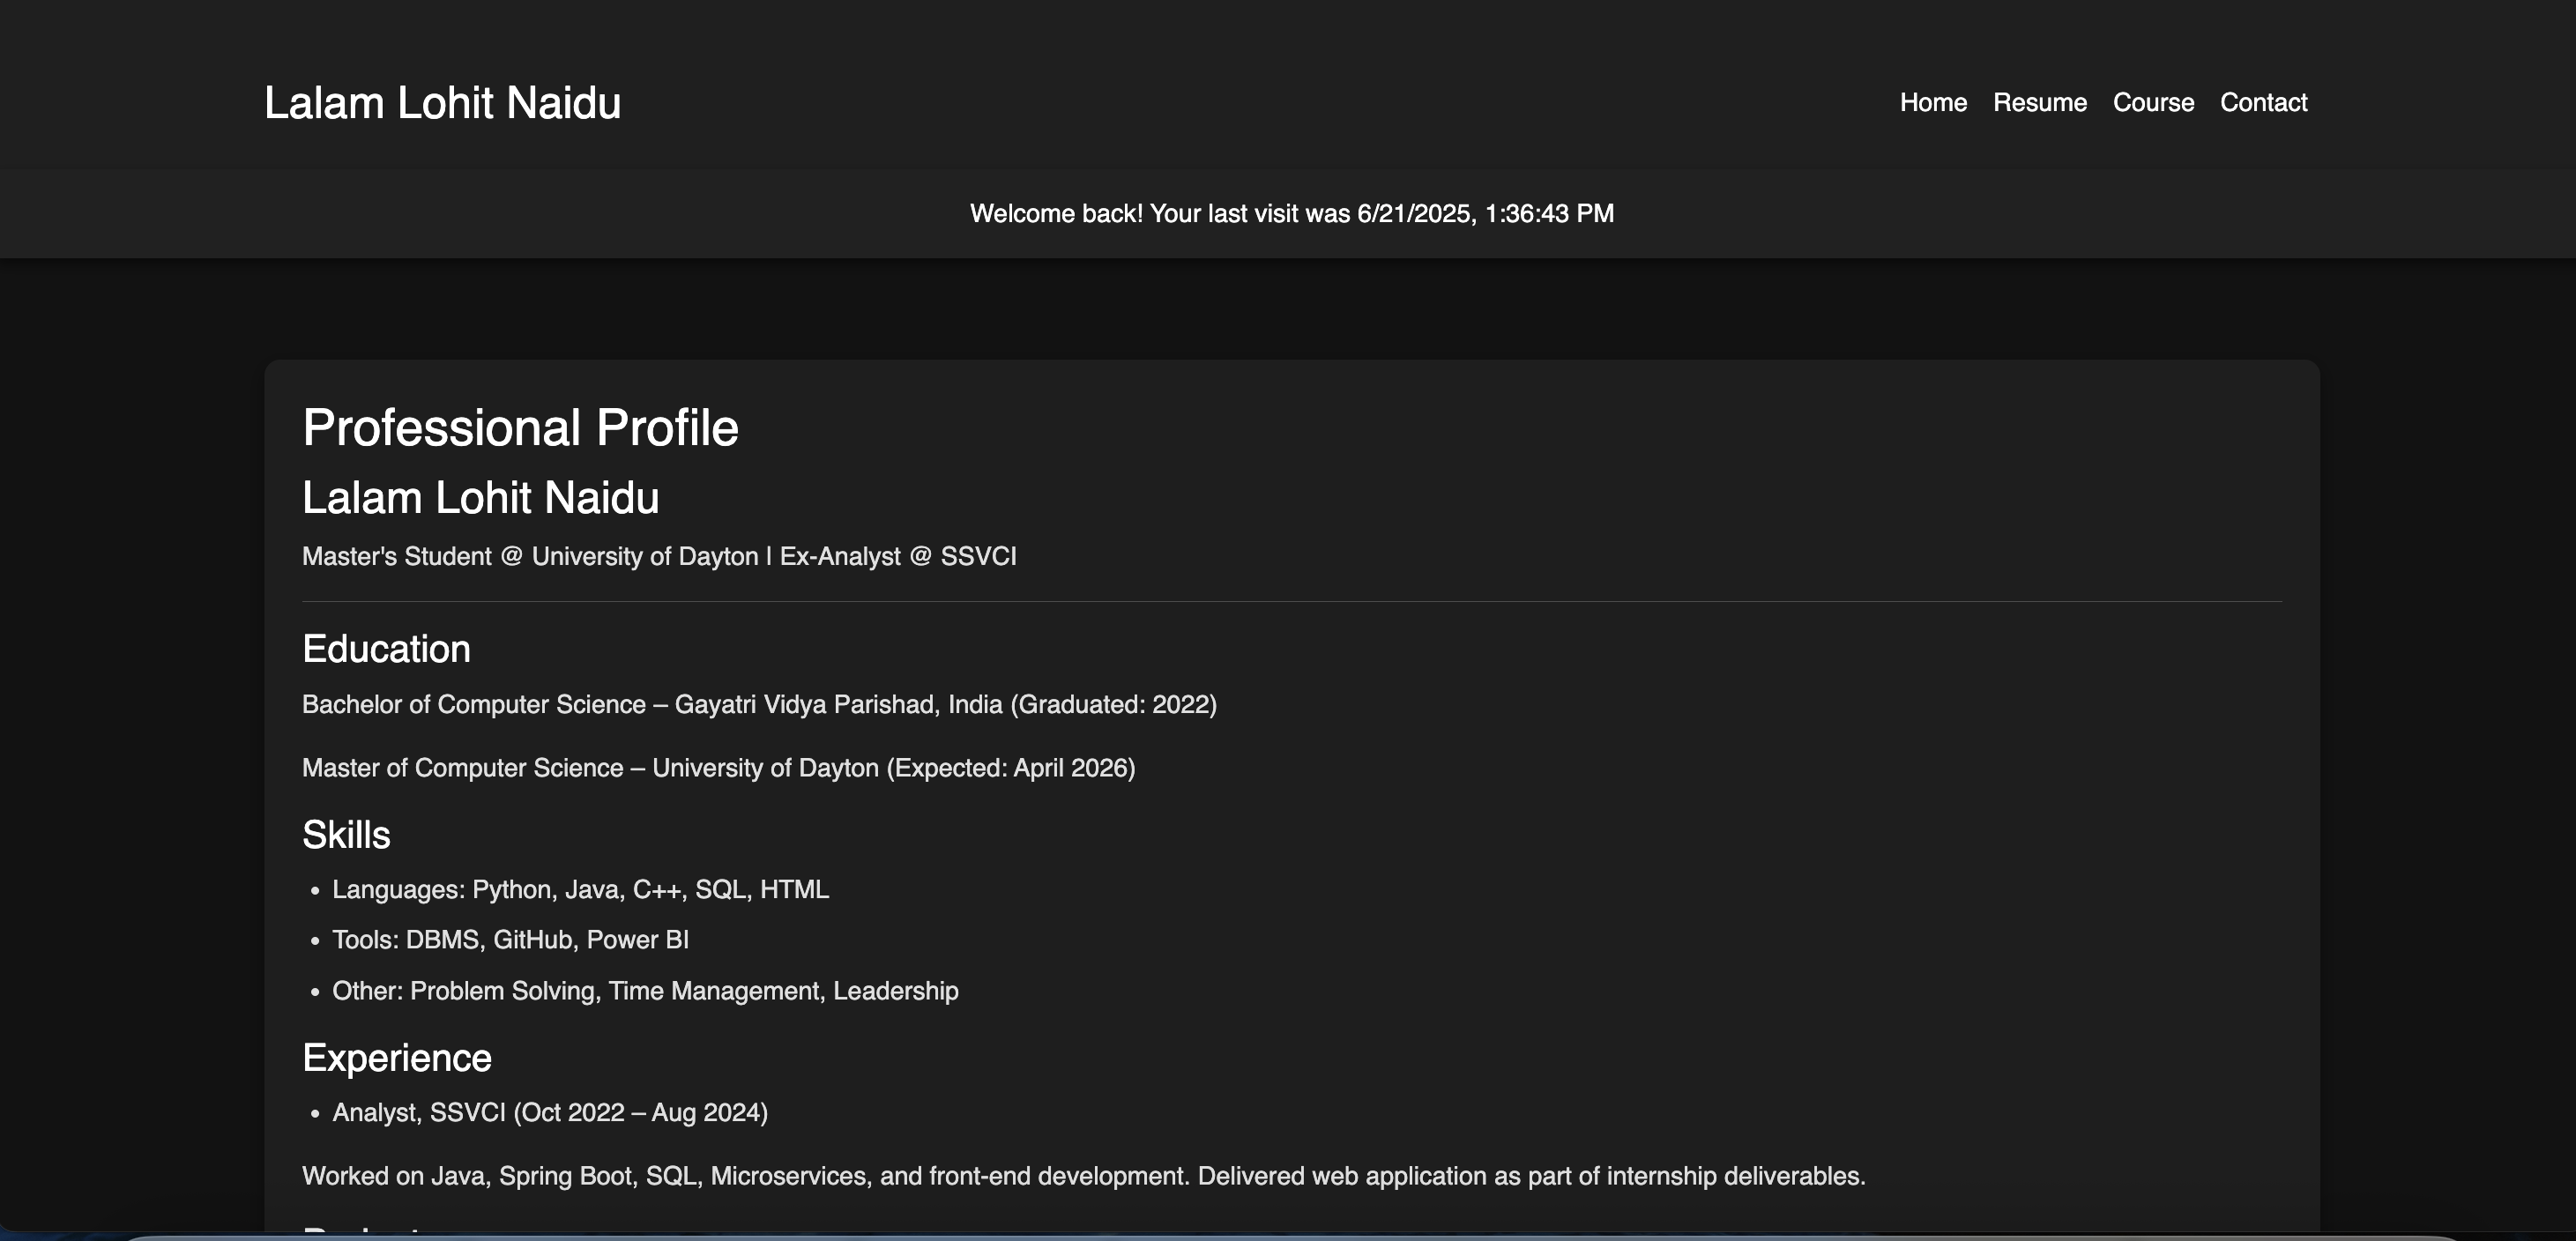 Lalam Lohit Naidu
Home Resume Course Contact
Welcome back! Your last visit was 6/21/2025, 1:36:43 PM
Professional Profile
Lalam Lohit Naidu
Master's Student @ University of Dayton | Ex-Analyst @ SSVCI
Education
Bachelor of Computer Science – Gayatri Vidya Parishad, India (Graduated: 2022)
Master of Computer Science – University of Dayton (Expected: April 2026)
Skills
• Languages: Python, Java, C++, SQL, HTML
• Tools: DBMS, GitHub, Power BI
• Other: Problem Solving, Time Management, Leadership
Experience
• Analyst, SSVCI (Oct 2022 – Aug 2024)
Worked on Java, Spring Boot, SQL, Microservices, and front-end development. Delivered web application as part of internship deliverables.